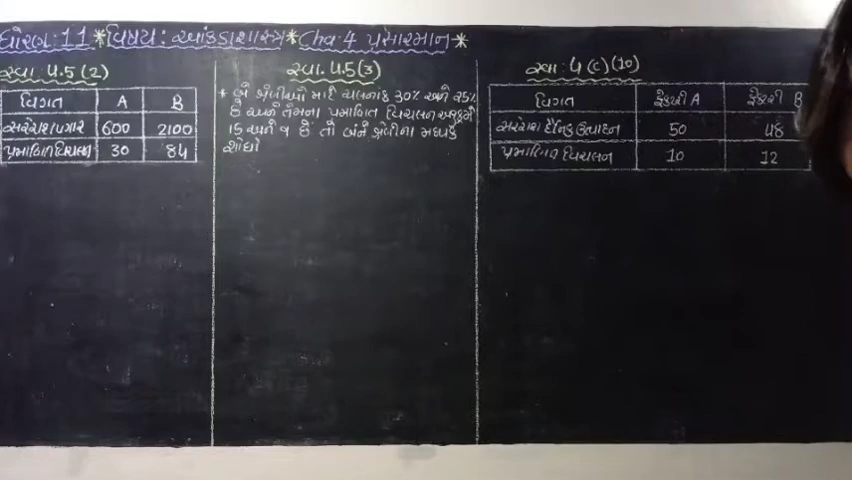 ધોરણ: 11 *વિષય: આંકડાશાસ્ત્ર* Cha: 4 પ્રસારમાન*
સ્વા. 4.5 (2)
વિગત A B
સરેરાશ પગાર 600 2100
પ્રમાણિત વિચલન 30 84
સ્વા. 4.5 (3)
* બે શ્રેણીઓ માટે ચલનાંક 30% અને 25%
છે અને તેમના પ્રમાણિત વિચલન અનુક્રમે
15 અને 9 છે તો બંને શ્રેણીના મધ્યક
શોધો
સ્વા: 4 (c) (10)
વિગત ફેક્ટરી A ફેક્ટરી B
સરેરાશ દૈનિક ઉત્પાદન 50 48
પ્રમાણિત વિચલન 10 12